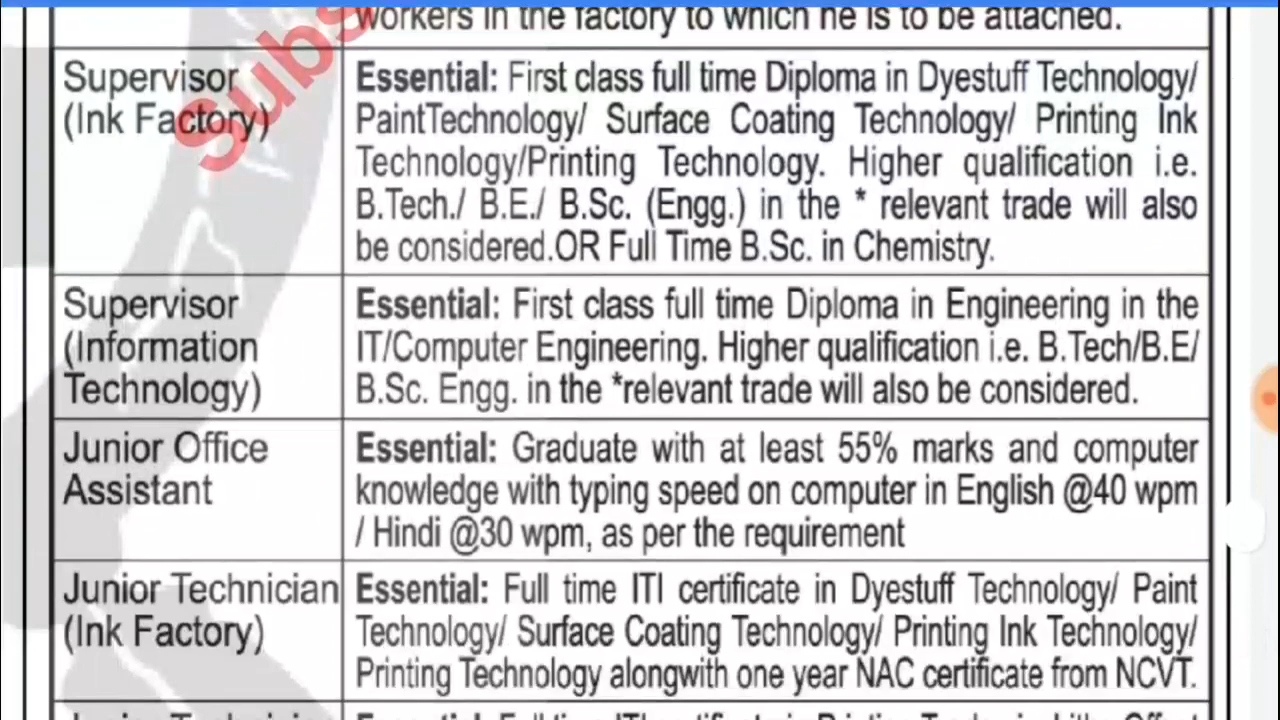 workers in the factory to which he is to be attached.
Subs
Supervisor
(Ink Factory)
Essential: First class full time Diploma in Dyestuff Technology/
PaintTechnology/ Surface Coating Technology/ Printing Ink
Technology/Printing Technology. Higher qualification i.e.
B.Tech./ B.E./ B.Sc. (Engg.) in the * relevant trade will also
be considered.OR Full Time B.Sc. in Chemistry.
Supervisor
(Information
Technology)
Essential: First class full time Diploma in Engineering in the
IT/Computer Engineering. Higher qualification i.e. B.Tech/B.E/
B.Sc. Engg. in the *relevant trade will also be considered.
Junior Office
Assistant
Essential: Graduate with at least 55% marks and computer
knowledge with typing speed on computer in English @40 wpm
/ Hindi @30 wpm, as per the requirement
Junior Technician
(Ink Factory)
Essential: Full time ITI certificate in Dyestuff Technology/ Paint
Technology/ Surface Coating Technology/ Printing Ink Technology/
Printing Technology alongwith one year NAC certificate from NCVT.